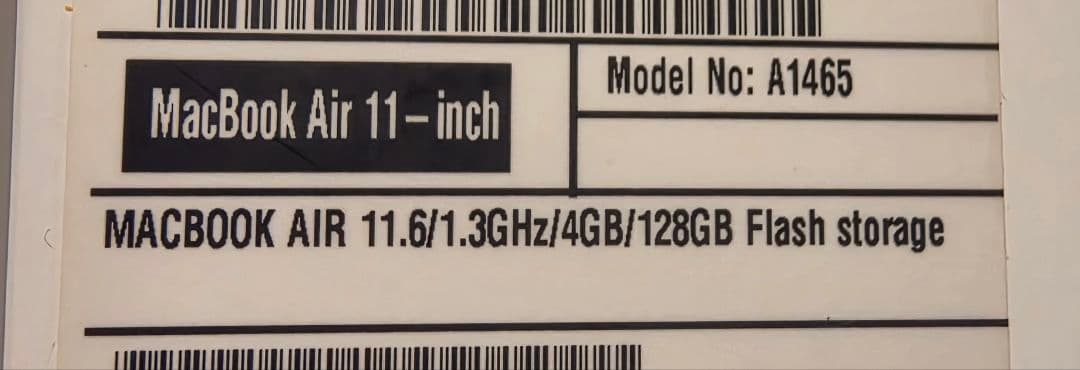 MacBook Air 11– inch
Model No: A1465
MACBOOK AIR 11.6/1.3GHz/4GB/128GB Flash storage